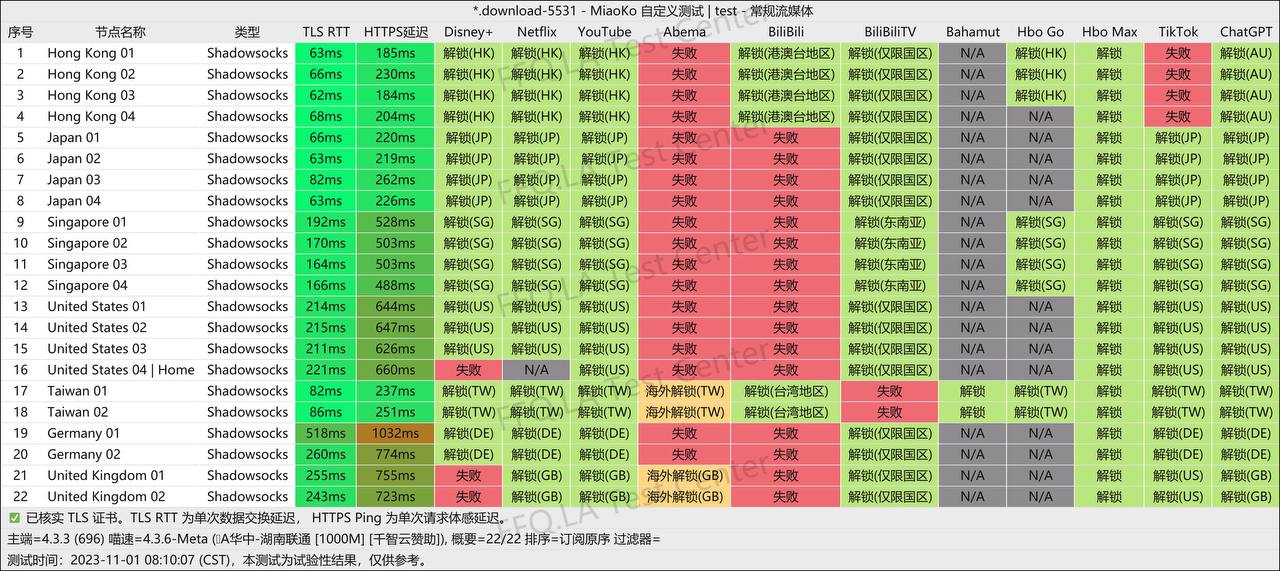 *.download-5531 - MiaoKo 自定义测试 | test - 常规流媒体
序号 节点名称 类型 TLS RTT HTTPS延迟 Disney+ Netflix YouTube Abema BiliBili BiliBiliTV Bahamut Hbo Go Hbo Max TikTok ChatGPT
1 Hong Kong 01 Shadowsocks 63ms 185ms 解锁(HK) 解锁(HK) 解锁(HK) 失败 解锁(港澳台地区) 解锁(仅限国区) N/A 解锁(HK) 解锁 失败 解锁(AU)
2 Hong Kong 02 Shadowsocks 66ms 230ms 解锁(HK) 解锁(HK) 解锁(HK) 失败 解锁(港澳台地区) 解锁(仅限国区) N/A 解锁(HK) 解锁 失败 解锁(AU)
3 Hong Kong 03 Shadowsocks 62ms 184ms 解锁(HK) 解锁(HK) 解锁(HK) 失败 解锁(港澳台地区) 解锁(仅限国区) N/A 解锁(HK) 解锁 失败 解锁(AU)
4 Hong Kong 04 Shadowsocks 68ms 204ms 解锁(HK) 解锁(HK) 解锁(HK) 失败 解锁(港澳台地区) 解锁(仅限国区) N/A N/A 解锁 失败 解锁(AU)
5 Japan 01 Shadowsocks 66ms 220ms 解锁(JP) 解锁(JP) 解锁(JP) 失败 失败 解锁(仅限国区) N/A N/A 解锁 解锁(JP) 解锁(JP)
6 Japan 02 Shadowsocks 63ms 219ms 解锁(JP) 解锁(JP) 解锁(JP) 失败 失败 解锁(仅限国区) N/A N/A 解锁 解锁(JP) 解锁(JP)
7 Japan 03 Shadowsocks 82ms 262ms 解锁(JP) 解锁(JP) 解锁(JP) 失败 失败 解锁(仅限国区) N/A N/A 解锁 解锁(JP) 解锁(JP)
8 Japan 04 Shadowsocks 63ms 226ms 解锁(JP) 解锁(JP) 解锁(JP) 失败 失败 解锁(仅限国区) N/A N/A 解锁 解锁(JP) 解锁(JP)
9 Singapore 01 Shadowsocks 192ms 528ms 解锁(SG) 解锁(SG) 解锁(SG) 失败 失败 解锁(东南亚) N/A 解锁(SG) 解锁 解锁(SG) 解锁(SG)
10 Singapore 02 Shadowsocks 170ms 503ms 解锁(SG) 解锁(SG) 解锁(SG) 失败 失败 解锁(东南亚) N/A 解锁(SG) 解锁 解锁(SG) 解锁(SG)
11 Singapore 03 Shadowsocks 164ms 503ms 解锁(SG) 解锁(SG) 解锁(SG) 失败 失败 解锁(东南亚) N/A 解锁(SG) 解锁 解锁(SG) 解锁(SG)
12 Singapore 04 Shadowsocks 166ms 488ms 解锁(SG) 解锁(SG) 解锁(SG) 失败 失败 解锁(东南亚) N/A 解锁(SG) 解锁 解锁(SG) 解锁(SG)
13 United States 01 Shadowsocks 214ms 644ms 解锁(US) 解锁(US) 解锁(US) 失败 失败 解锁(仅限国区) N/A N/A 解锁 解锁(US) 解锁(US)
14 United States 02 Shadowsocks 215ms 647ms 解锁(US) 解锁(US) 解锁(US) 失败 失败 解锁(仅限国区) N/A N/A 解锁 解锁(US) 解锁(US)
15 United States 03 Shadowsocks 211ms 626ms 解锁(US) 解锁(US) 解锁(US) 失败 失败 解锁(仅限国区) N/A N/A 解锁 解锁(US) 解锁(US)
16 United States 04 | Home Shadowsocks 221ms 660ms 失败 N/A 解锁(US) 失败 失败 解锁(仅限国区) N/A N/A 解锁 解锁(US) 解锁(US)
17 Taiwan 01 Shadowsocks 82ms 237ms 解锁(TW) 解锁(TW) 解锁(TW) 海外解锁(TW) 解锁(台湾地区) 失败 解锁 解锁(TW) 解锁 解锁(TW) 解锁(TW)
18 Taiwan 02 Shadowsocks 86ms 251ms 解锁(TW) 解锁(TW) 解锁(TW) 海外解锁(TW) 解锁(台湾地区) 失败 解锁 解锁(TW) 解锁 解锁(TW) 解锁(TW)
19 Germany 01 Shadowsocks 518ms 1032ms 解锁(DE) 解锁(DE) 解锁(DE) 失败 失败 解锁(仅限国区) N/A N/A 解锁 解锁(DE) 解锁(DE)
20 Germany 02 Shadowsocks 260ms 774ms 解锁(DE) 解锁(DE) 解锁(DE) 失败 失败 解锁(仅限国区) N/A N/A 解锁 解锁(DE) 解锁(DE)
21 United Kingdom 01 Shadowsocks 255ms 755ms 失败 解锁(GB) 解锁(GB) 海外解锁(GB) 失败 解锁(仅限国区) N/A N/A 解锁 解锁(US) 解锁(GB)
22 United Kingdom 02 Shadowsocks 243ms 723ms 失败 解锁(GB) 解锁(GB) 海外解锁(GB) 失败 解锁(仅限国区) N/A N/A 解锁 解锁(US) 解锁(GB)
✅ 已核实 TLS 证书。TLS RTT 为单次数据交换延迟， HTTPS Ping 为单次请求体感延迟。
主端=4.3.3 (696) 喵速=4.3.6-Meta (A华中-湖南联通 [1000M] [千智云赞助]), 概要=22/22 排序=订阅原序 过滤器=
测试时间：2023-11-01 08:10:07 (CST)，本测试为试验性结果，仅供参考。
FFQ.LA Test Center
FFQ.LA Test Center
FFQ.LA Test Center
FFQ.LA Test Center
FFQ.LA Test Center